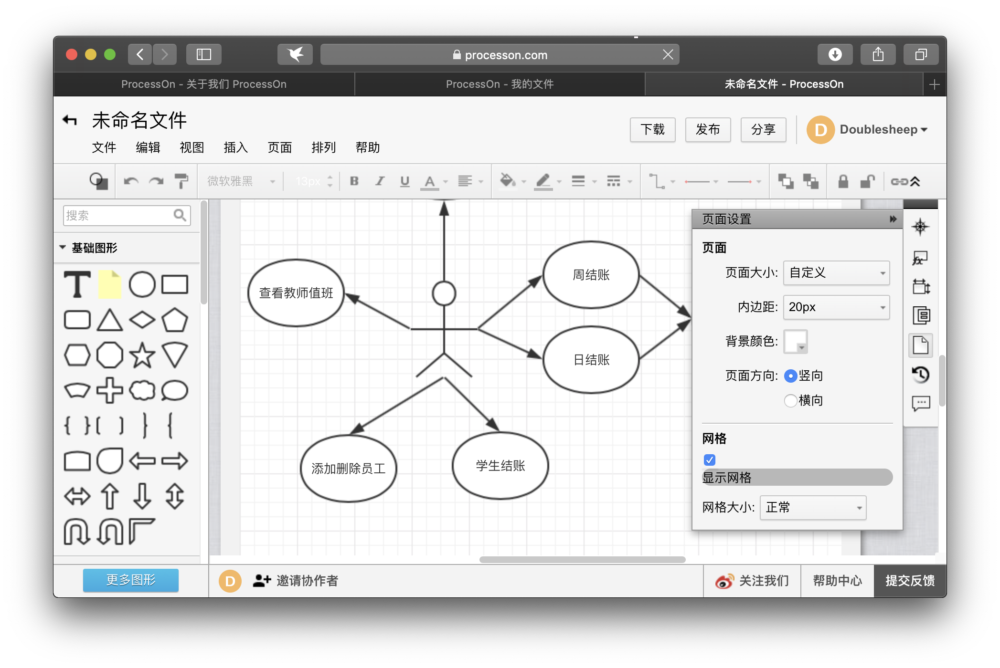 processon.com
ProcessOn - 关于我们 ProcessOn
ProcessOn - 我的文件
未命名文件 - ProcessOn
未命名文件
文件 编辑 视图 插入 页面 排列 帮助
下载 发布 分享
D Doublesheep
微软雅黑 13px B I U A
搜索
基础图形
T
查看教师值班
周结账
日结账
添加删除员工
学生结账
页面设置
页面
页面大小: 自定义
内边距: 20px
背景颜色:
页面方向: 竖向
横向
网格
显示网格
网格大小: 正常
fx
更多图形
D 邀请协作者
关注我们
帮助中心
提交反馈